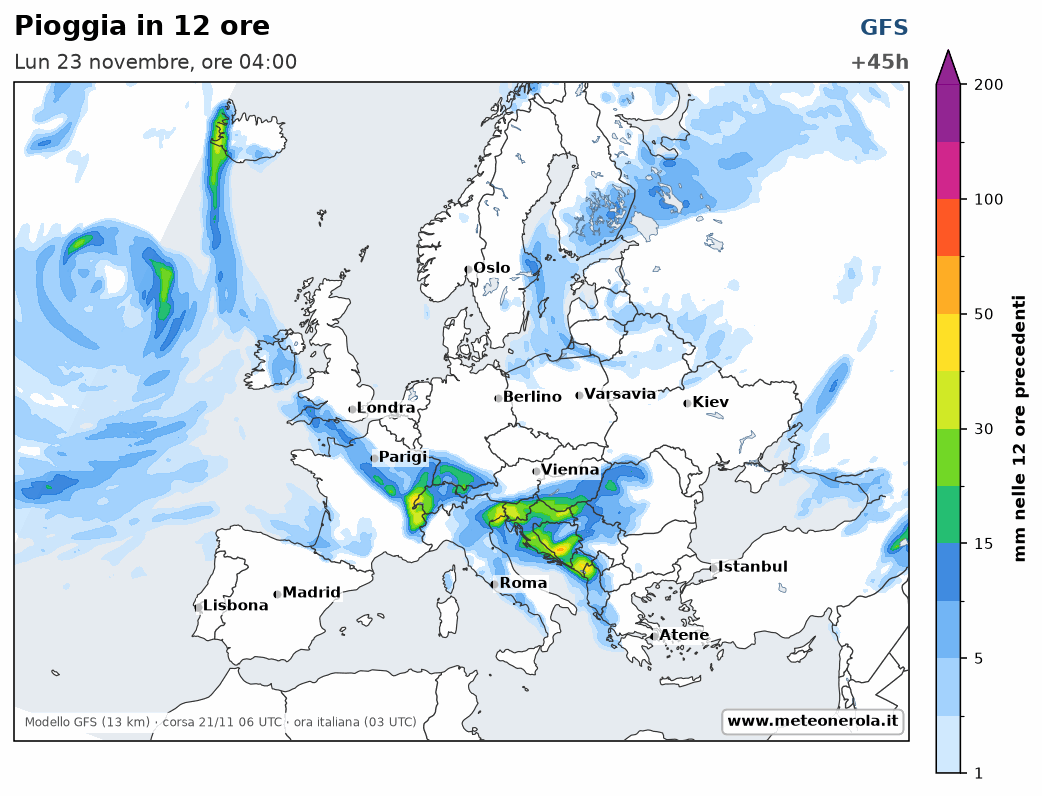 Pioggia in 12 ore
GFS
Lun 23 novembre, ore 04:00
+45h
200
100
50
30
15
5
1
mm nelle 12 ore precedenti
Oslo
Berlino
Varsavia
Kiev
Londra
Parigi
Vienna
Istanbul
Roma
Madrid
Lisbona
Atene
Modello GFS (13 km) · corsa 21/11 06 UTC · ora italiana (03 UTC)
www.meteonerola.it